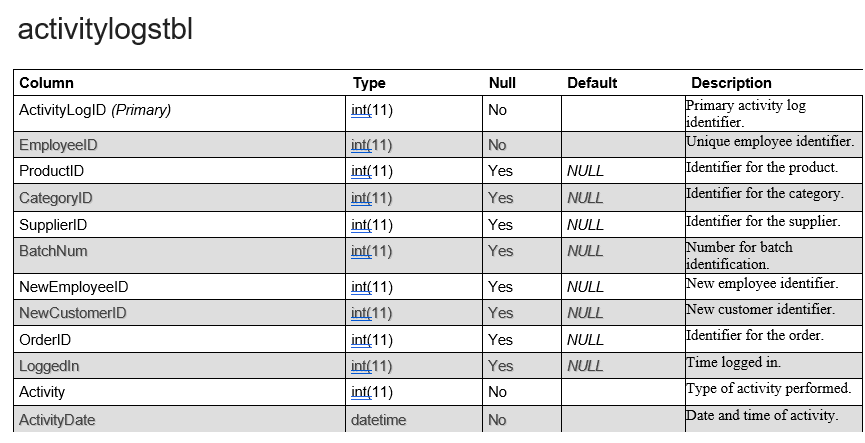 activitylogstbl
Column Type Null Default Description
ActivityLogID (Primary) int(11) No Primary activity log
identifier.
EmployeeID int(11) No Unique employee identifier.
ProductID int(11) Yes NULL Identifier for the product.
CategoryID int(11) Yes NULL Identifier for the category.
SupplierID int(11) Yes NULL Identifier for the supplier.
BatchNum int(11) Yes NULL Number for batch
identification.
NewEmployeeID int(11) Yes NULL New employee identifier.
NewCustomerID int(11) Yes NULL New customer identifier.
OrderID int(11) Yes NULL Identifier for the order.
LoggedIn int(11) Yes NULL Time logged in.
Activity int(11) No Type of activity performed.
ActivityDate datetime No Date and time of activity.